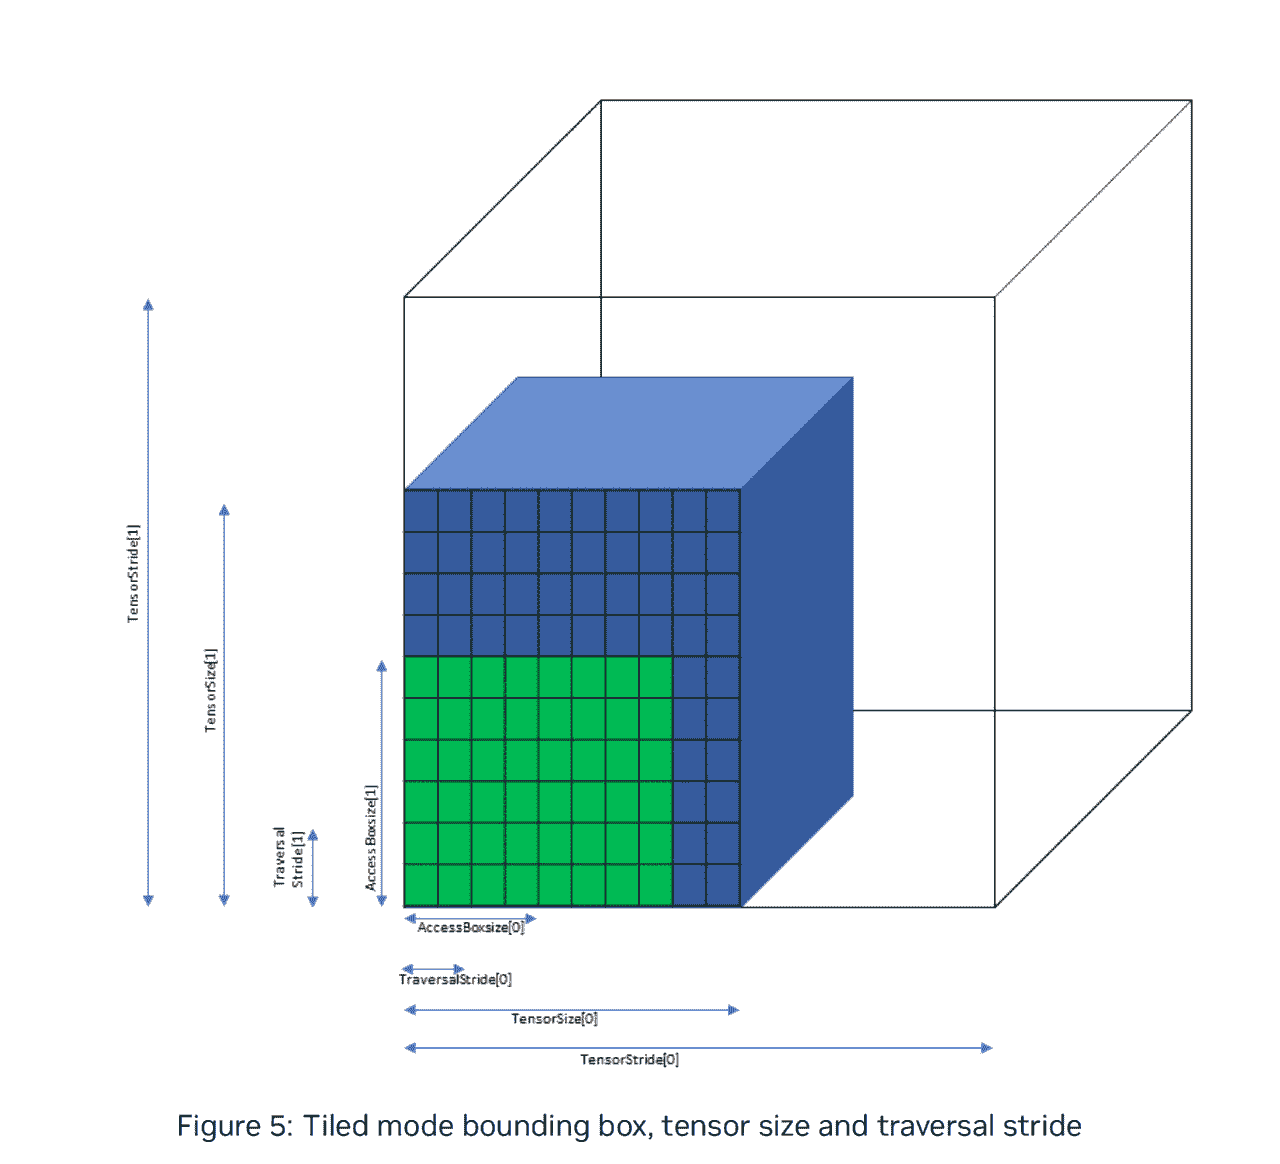 TensorStride[1]
TensorSize[1]
Traversal
Stride[1]
AccessBoxsize[1]
AccessBoxsize[0]
TraversalStride[0]
TensorSize[0]
TensorStride[0]
Figure 5: Tiled mode bounding box, tensor size and traversal stride